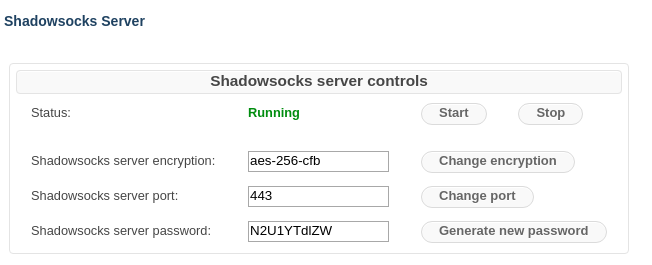 Shadowsocks Server
Shadowsocks server controls
Status: Running Start Stop
Shadowsocks server encryption: aes-256-cfb Change encryption
Shadowsocks server port: 443 Change port
Shadowsocks server password: N2U1YTdlZW Generate new password